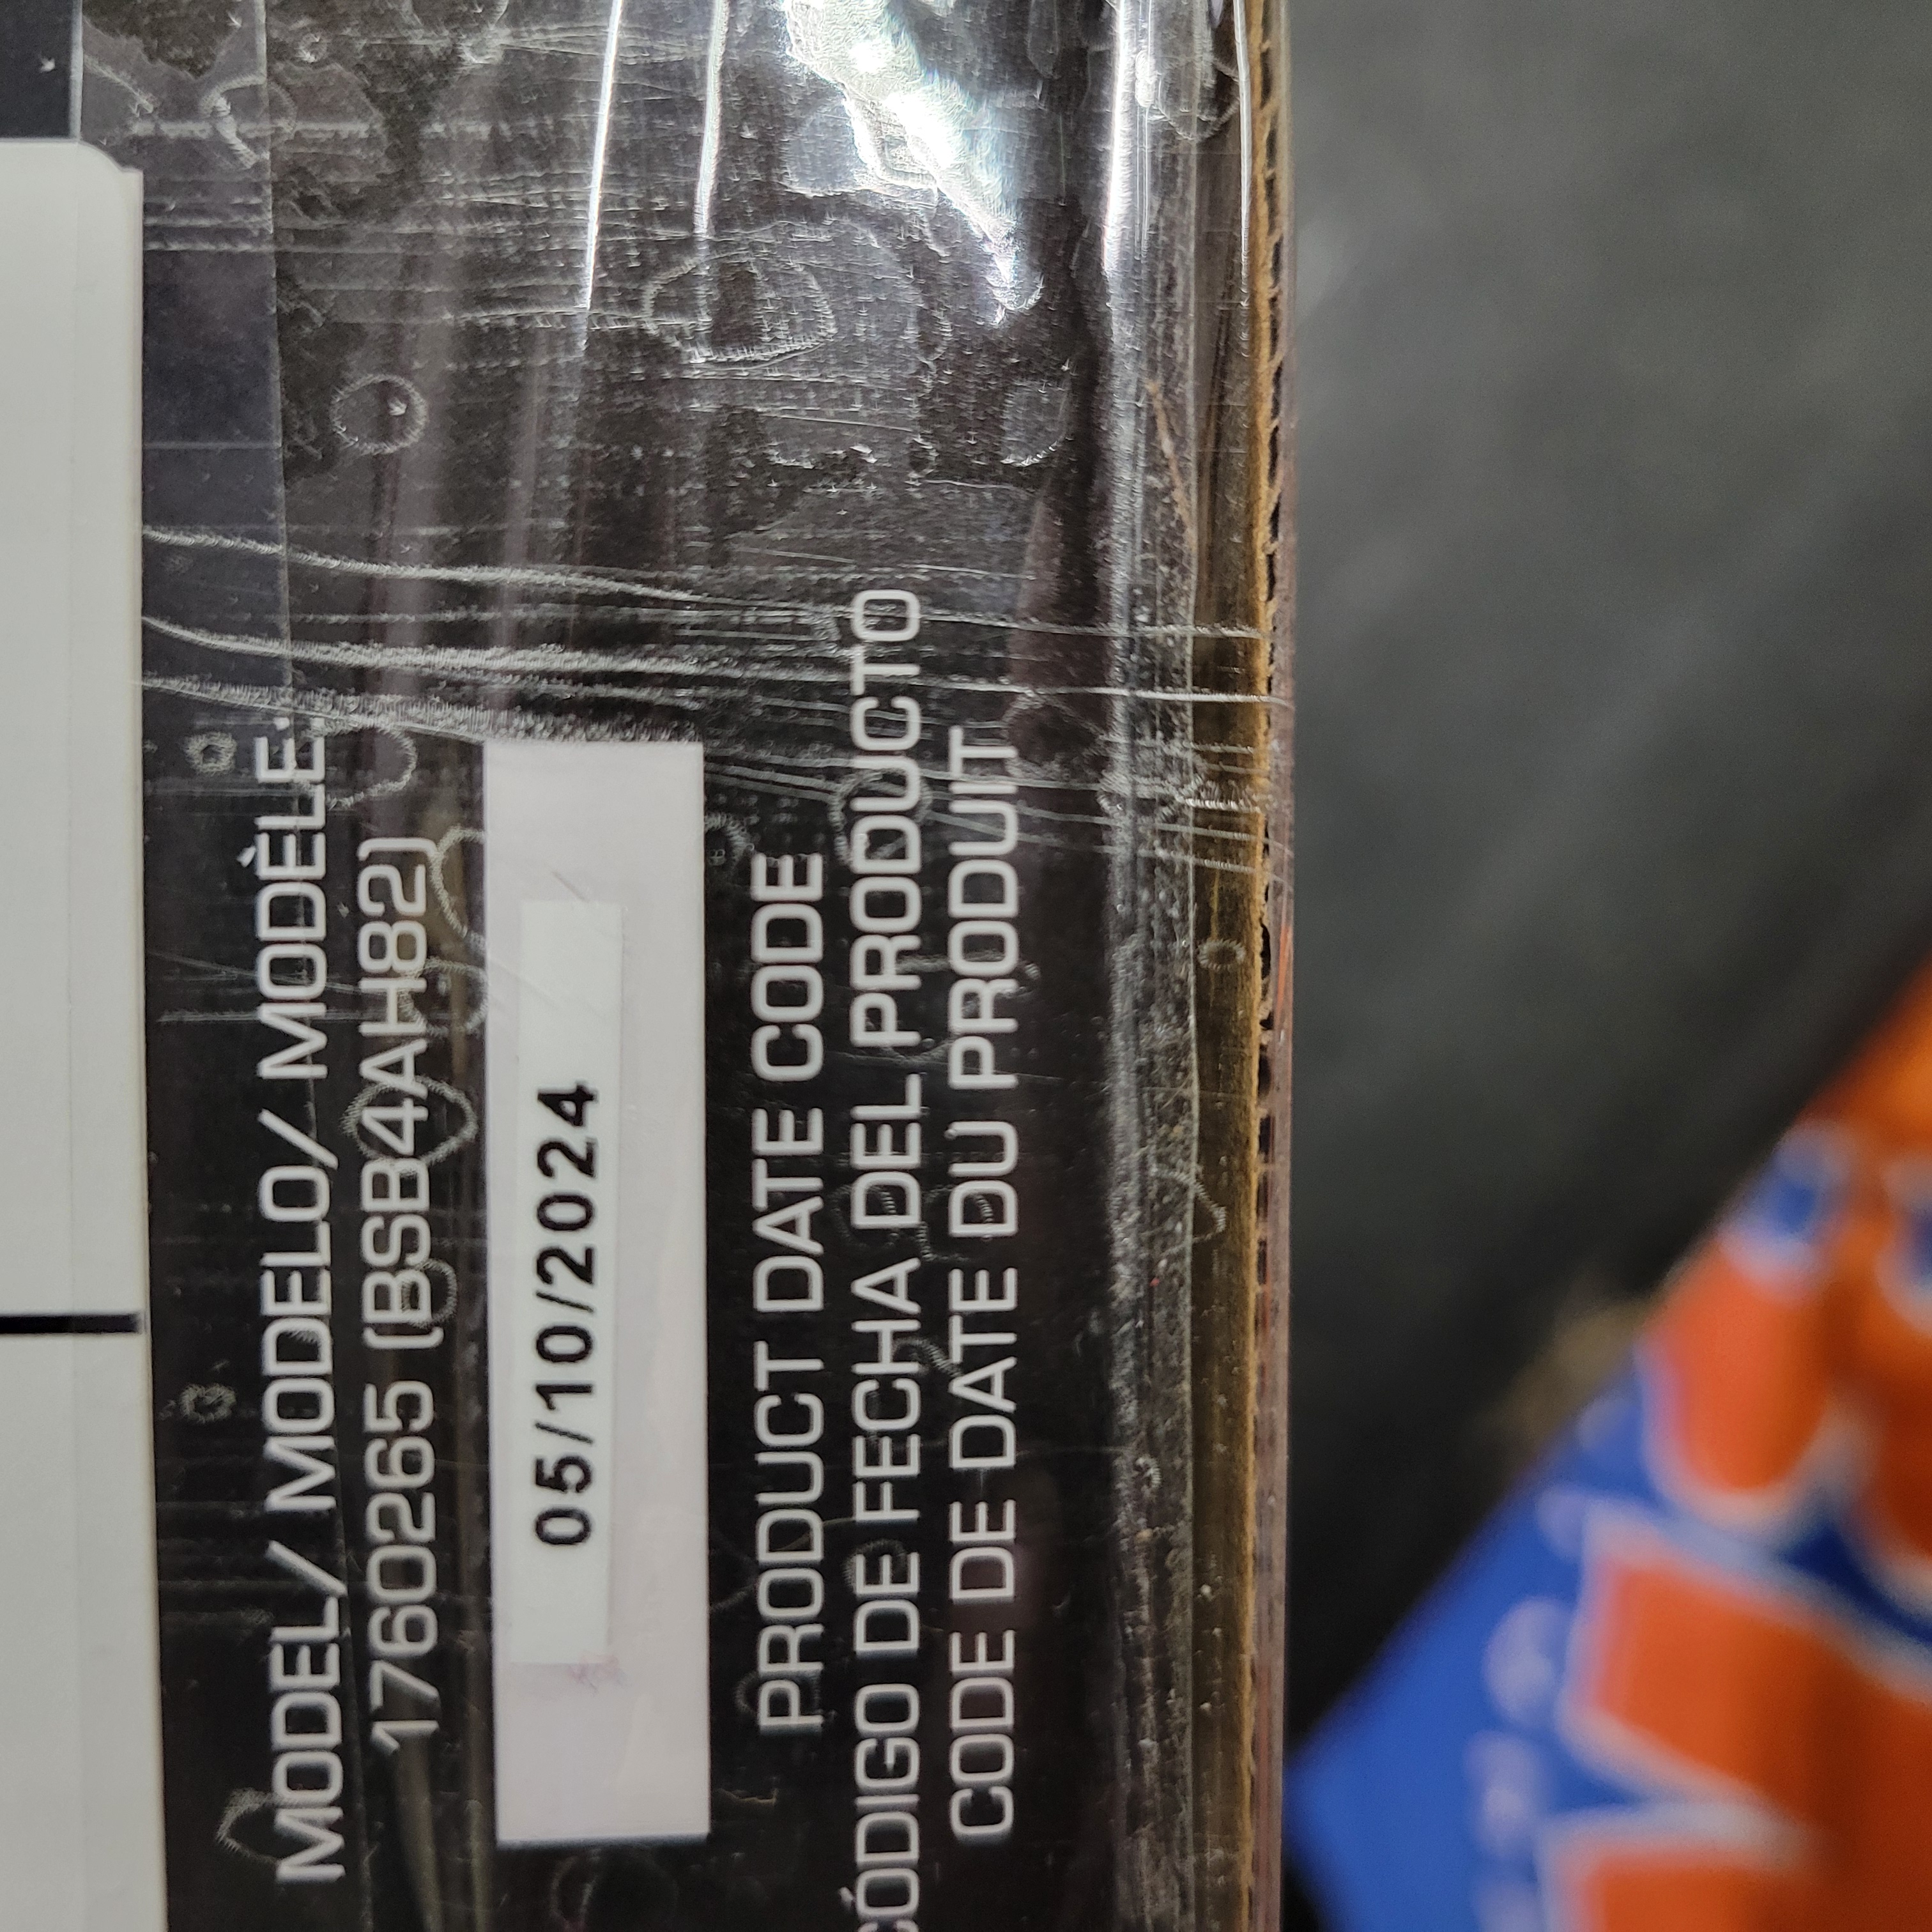 MODEL/ MODELO/ MODÈLE:
1760265 (BSB4AH82)
05/10/2024
PRODUCT DATE CODE
CÓDIGO DE FECHA DEL PRODUCTO
CODE DE DATE DU PRODUIT